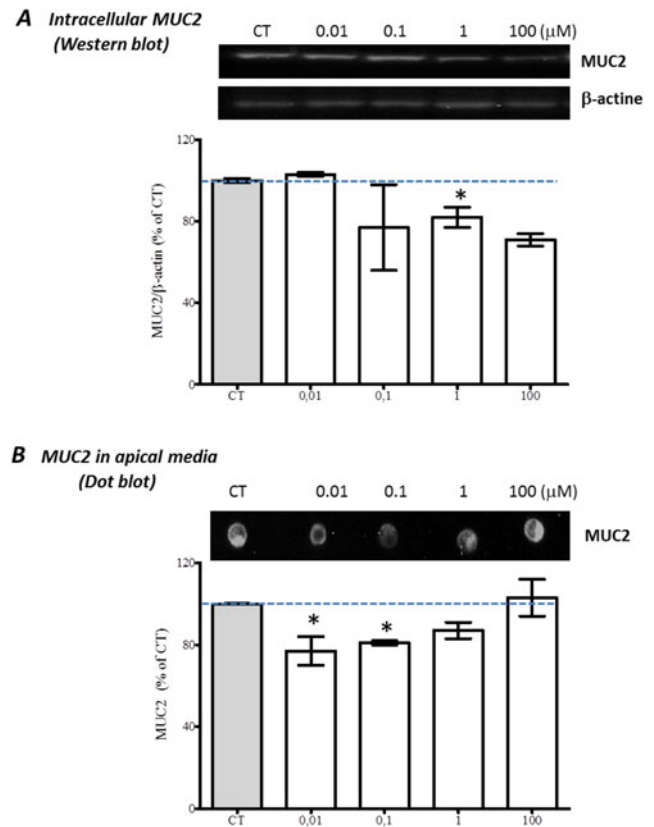 A Intracellular MUC2
(Western blot)
CT 0.01 0.1 1 100 (μM)
MUC2
β-actine
MUC2/β-actin (% of CT)
120
80
40
0
*
CT 0,01 0,1 1 100
B MUC2 in apical media
(Dot blot)
CT 0.01 0.1 1 100 (μM)
MUC2
MUC2 (% of CT)
120
80
40
0
* *
CT 0,01 0,1 1 100